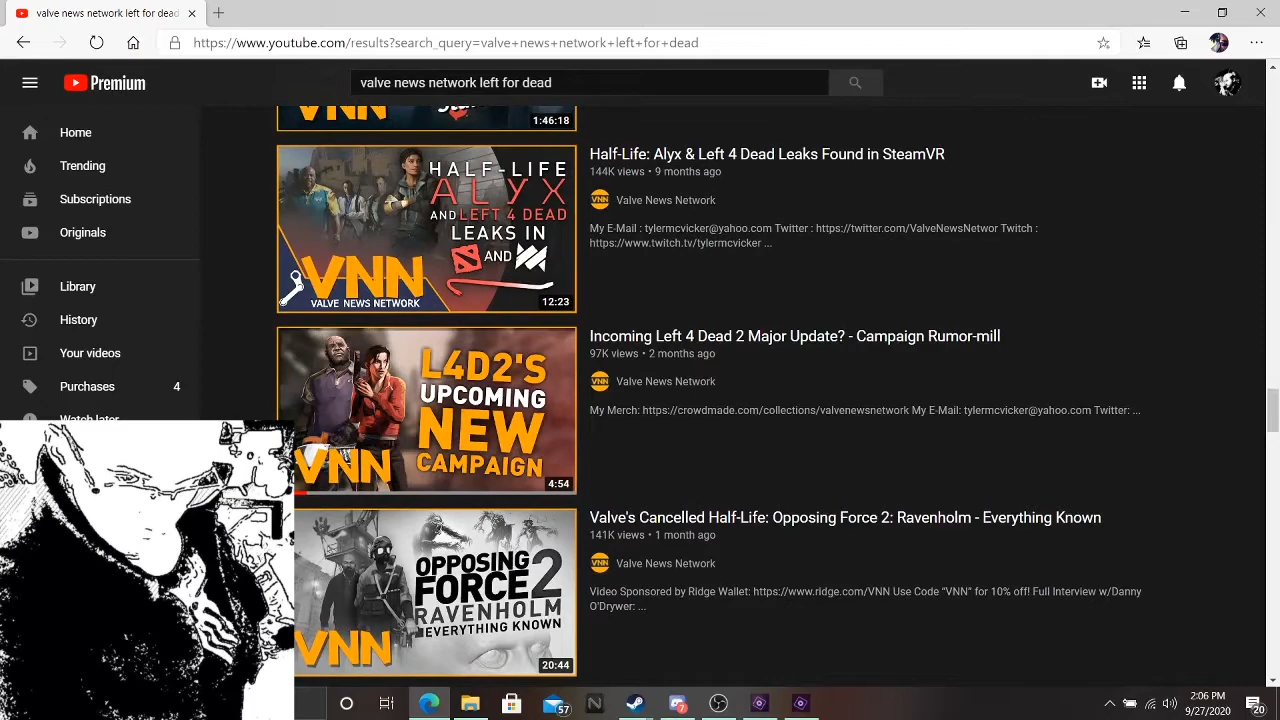 valve news network left for dead
https://www.youtube.com/results?search_query=valve+news+network+left+for+dead
Premium
valve news network left for dead
Home
Trending
Subscriptions
Originals
Library
History
Your videos
Purchases 4
Watch later
VNN
1:46:18
HALF-LIFE
ALYX
AND LEFT 4 DEAD
LEAKS IN
AND
VNN
VALVE NEWS NETWORK
12:23
Half-Life: Alyx & Left 4 Dead Leaks Found in SteamVR
144K views • 9 months ago
VNN Valve News Network
My E-Mail : tylermcvicker@yahoo.com Twitter : https://twitter.com/ValveNewsNetwor Twitch :
https://www.twitch.tv/tylermcvicker ...
L4D2'S
UPCOMING
NEW
CAMPAIGN
VNN
4:54
Incoming Left 4 Dead 2 Major Update? - Campaign Rumor-mill
97K views • 2 months ago
VNN Valve News Network
My Merch: https://crowdmade.com/collections/valvenewsnetwork My E-Mail: tylermcvicker@yahoo.com Twitter: ...
OPPOSING
FORCE 2
RAVENHOLM
EVERYTHING KNOWN
VNN
20:44
Valve's Cancelled Half-Life: Opposing Force 2: Ravenholm - Everything Known
141K views • 1 month ago
VNN Valve News Network
Video Sponsored by Ridge Wallet: https://www.ridge.com/VNN Use Code “VNN” for 10% off! Full Interview w/Danny
O'Drywer: ...
57
N
7
2:06 PM
9/27/2020
20